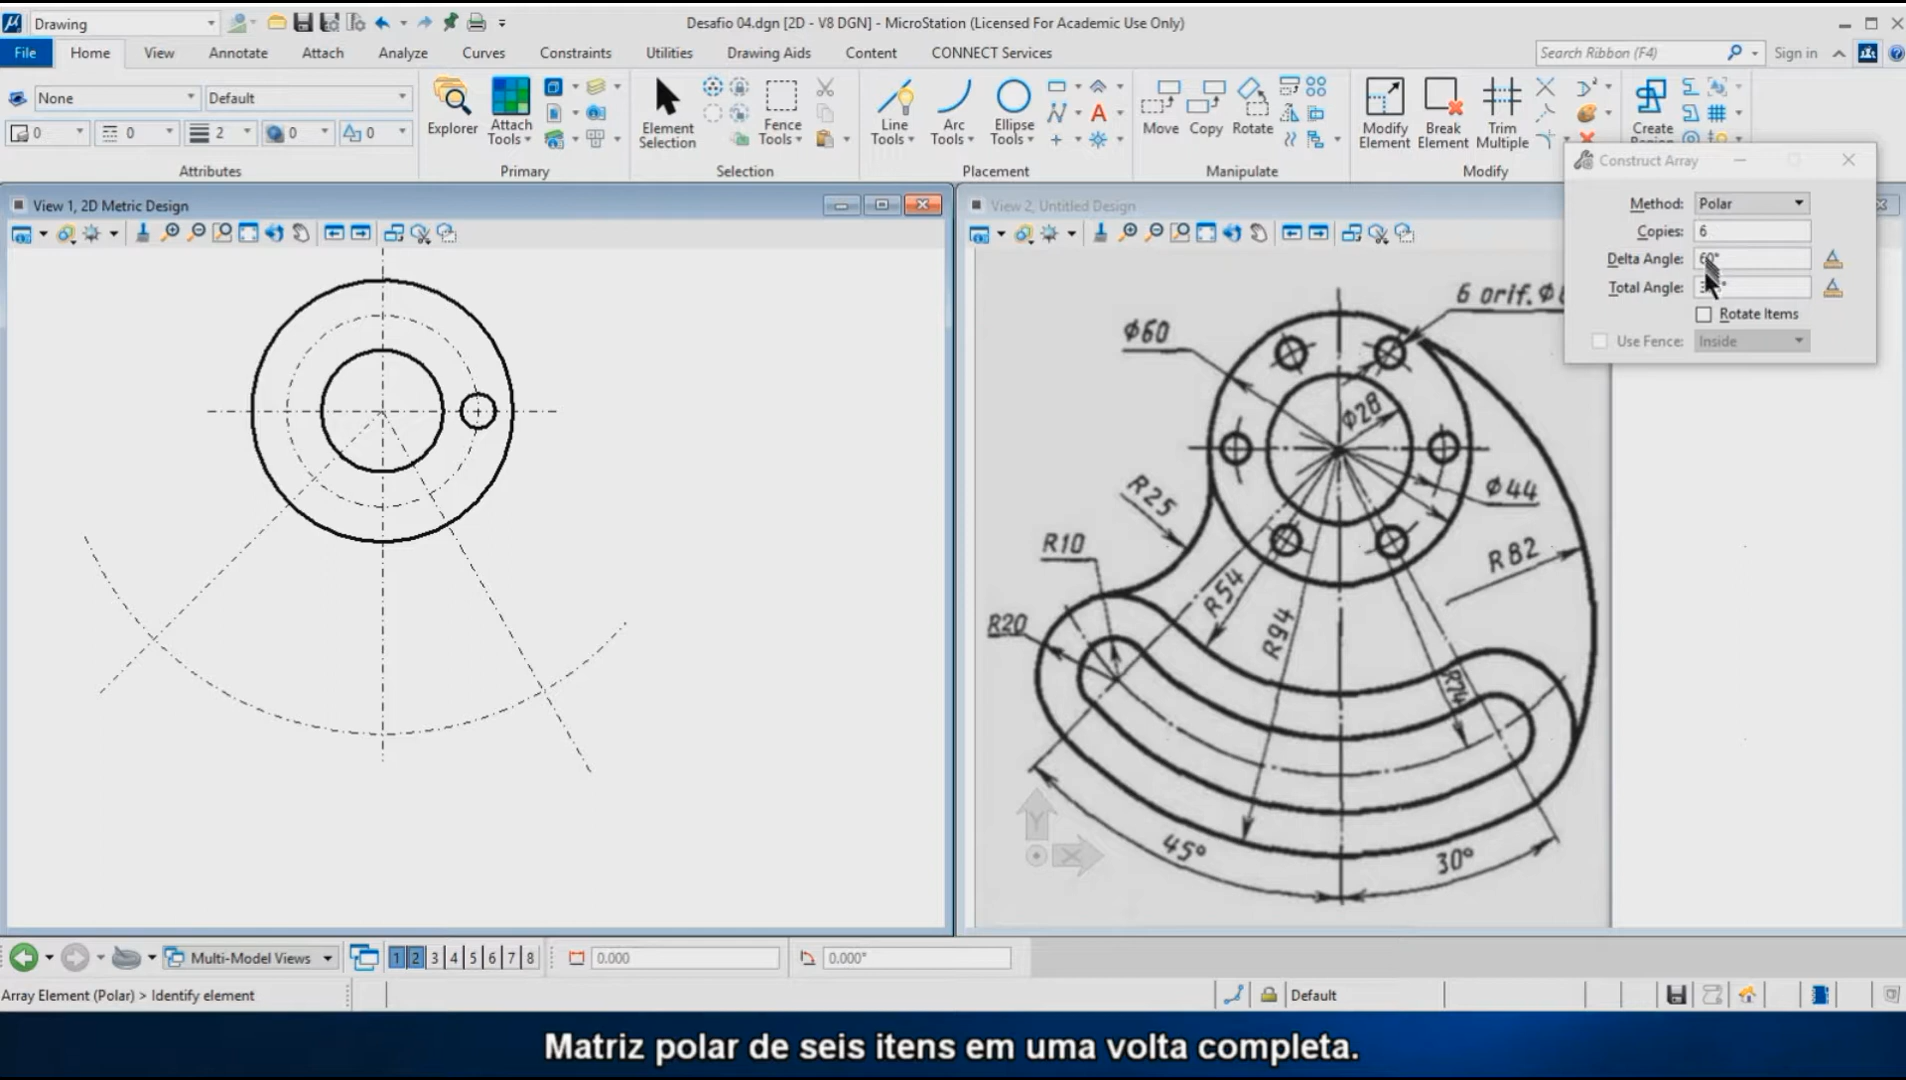 Drawing
Desafio 04.dgn [2D - V8 DGN] - MicroStation (Licensed For Academic Use Only)
File Home View Annotate Attach Analyze Curves Constraints Utilities Drawing Aids Content CONNECT Services
Search Ribbon (F4)
Sign in
None
Default
0
0
2
0
0
Attributes
Explorer
Attach Tools
Primary
Element Selection
Fence Tools
Selection
Line Tools
Arc Tools
Ellipse Tools
Placement
Move
Copy
Rotate
Manipulate
Modify Element
Break Element
Trim Multiple
Modify
Create
Construct Array
Method: Polar
Copies: 6
Delta Angle: 60°
Total Angle:
Rotate Items
Use Fence: Inside
View 1, 2D Metric Design
View 2, Untitled Design
6 orif.
Ø60
Ø28
Ø44
R25
R10
R20
R54
R94
R82
R74
45°
30°
Y
X
Multi-Model Views
1 2 3 4 5 6 7 8
0.000
0.000°
Array Element (Polar) > Identify element
Default
Matriz polar de seis itens em uma volta completa.